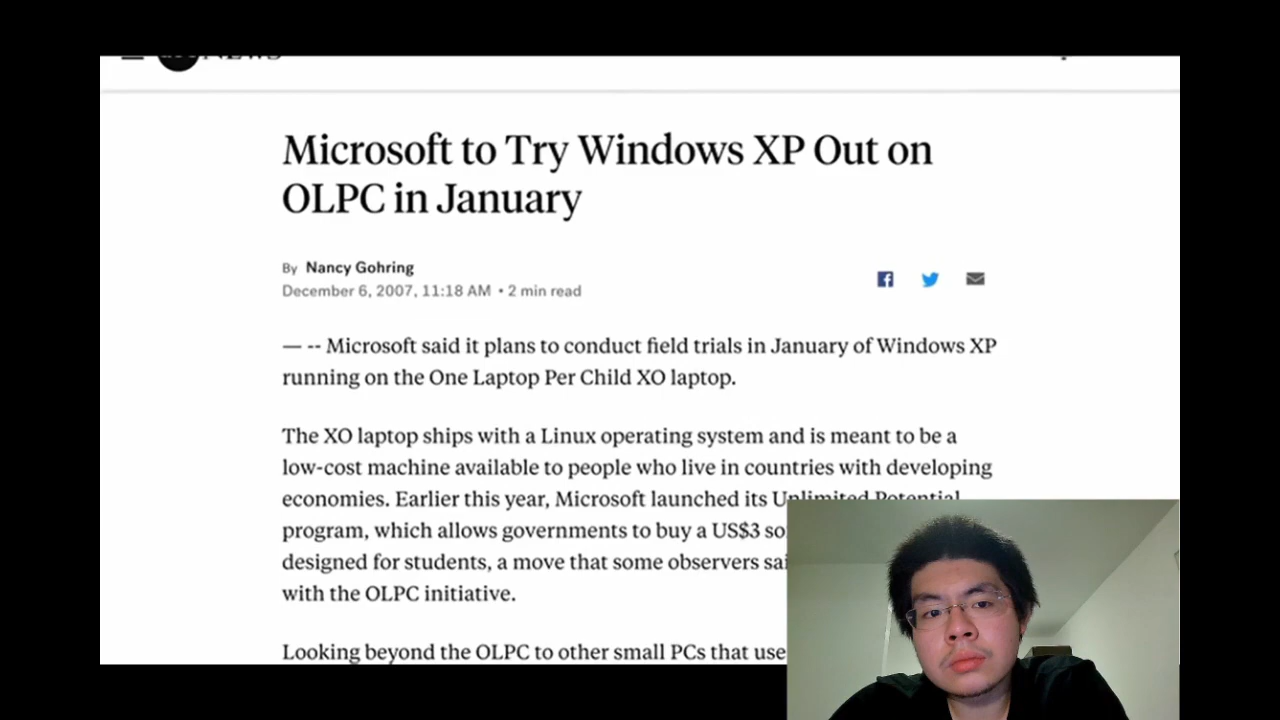 NEWS
Microsoft to Try Windows XP Out on
OLPC in January
By Nancy Gohring
December 6, 2007, 11:18 AM • 2 min read
— -- Microsoft said it plans to conduct field trials in January of Windows XP
running on the One Laptop Per Child XO laptop.
The XO laptop ships with a Linux operating system and is meant to be a
low-cost machine available to people who live in countries with developing
economies. Earlier this year, Microsoft launched its Unlimited Potential
program, which allows governments to buy a US$3
designed for students, a move that some observers
with the OLPC initiative.
Looking beyond the OLPC to other small PCs that use